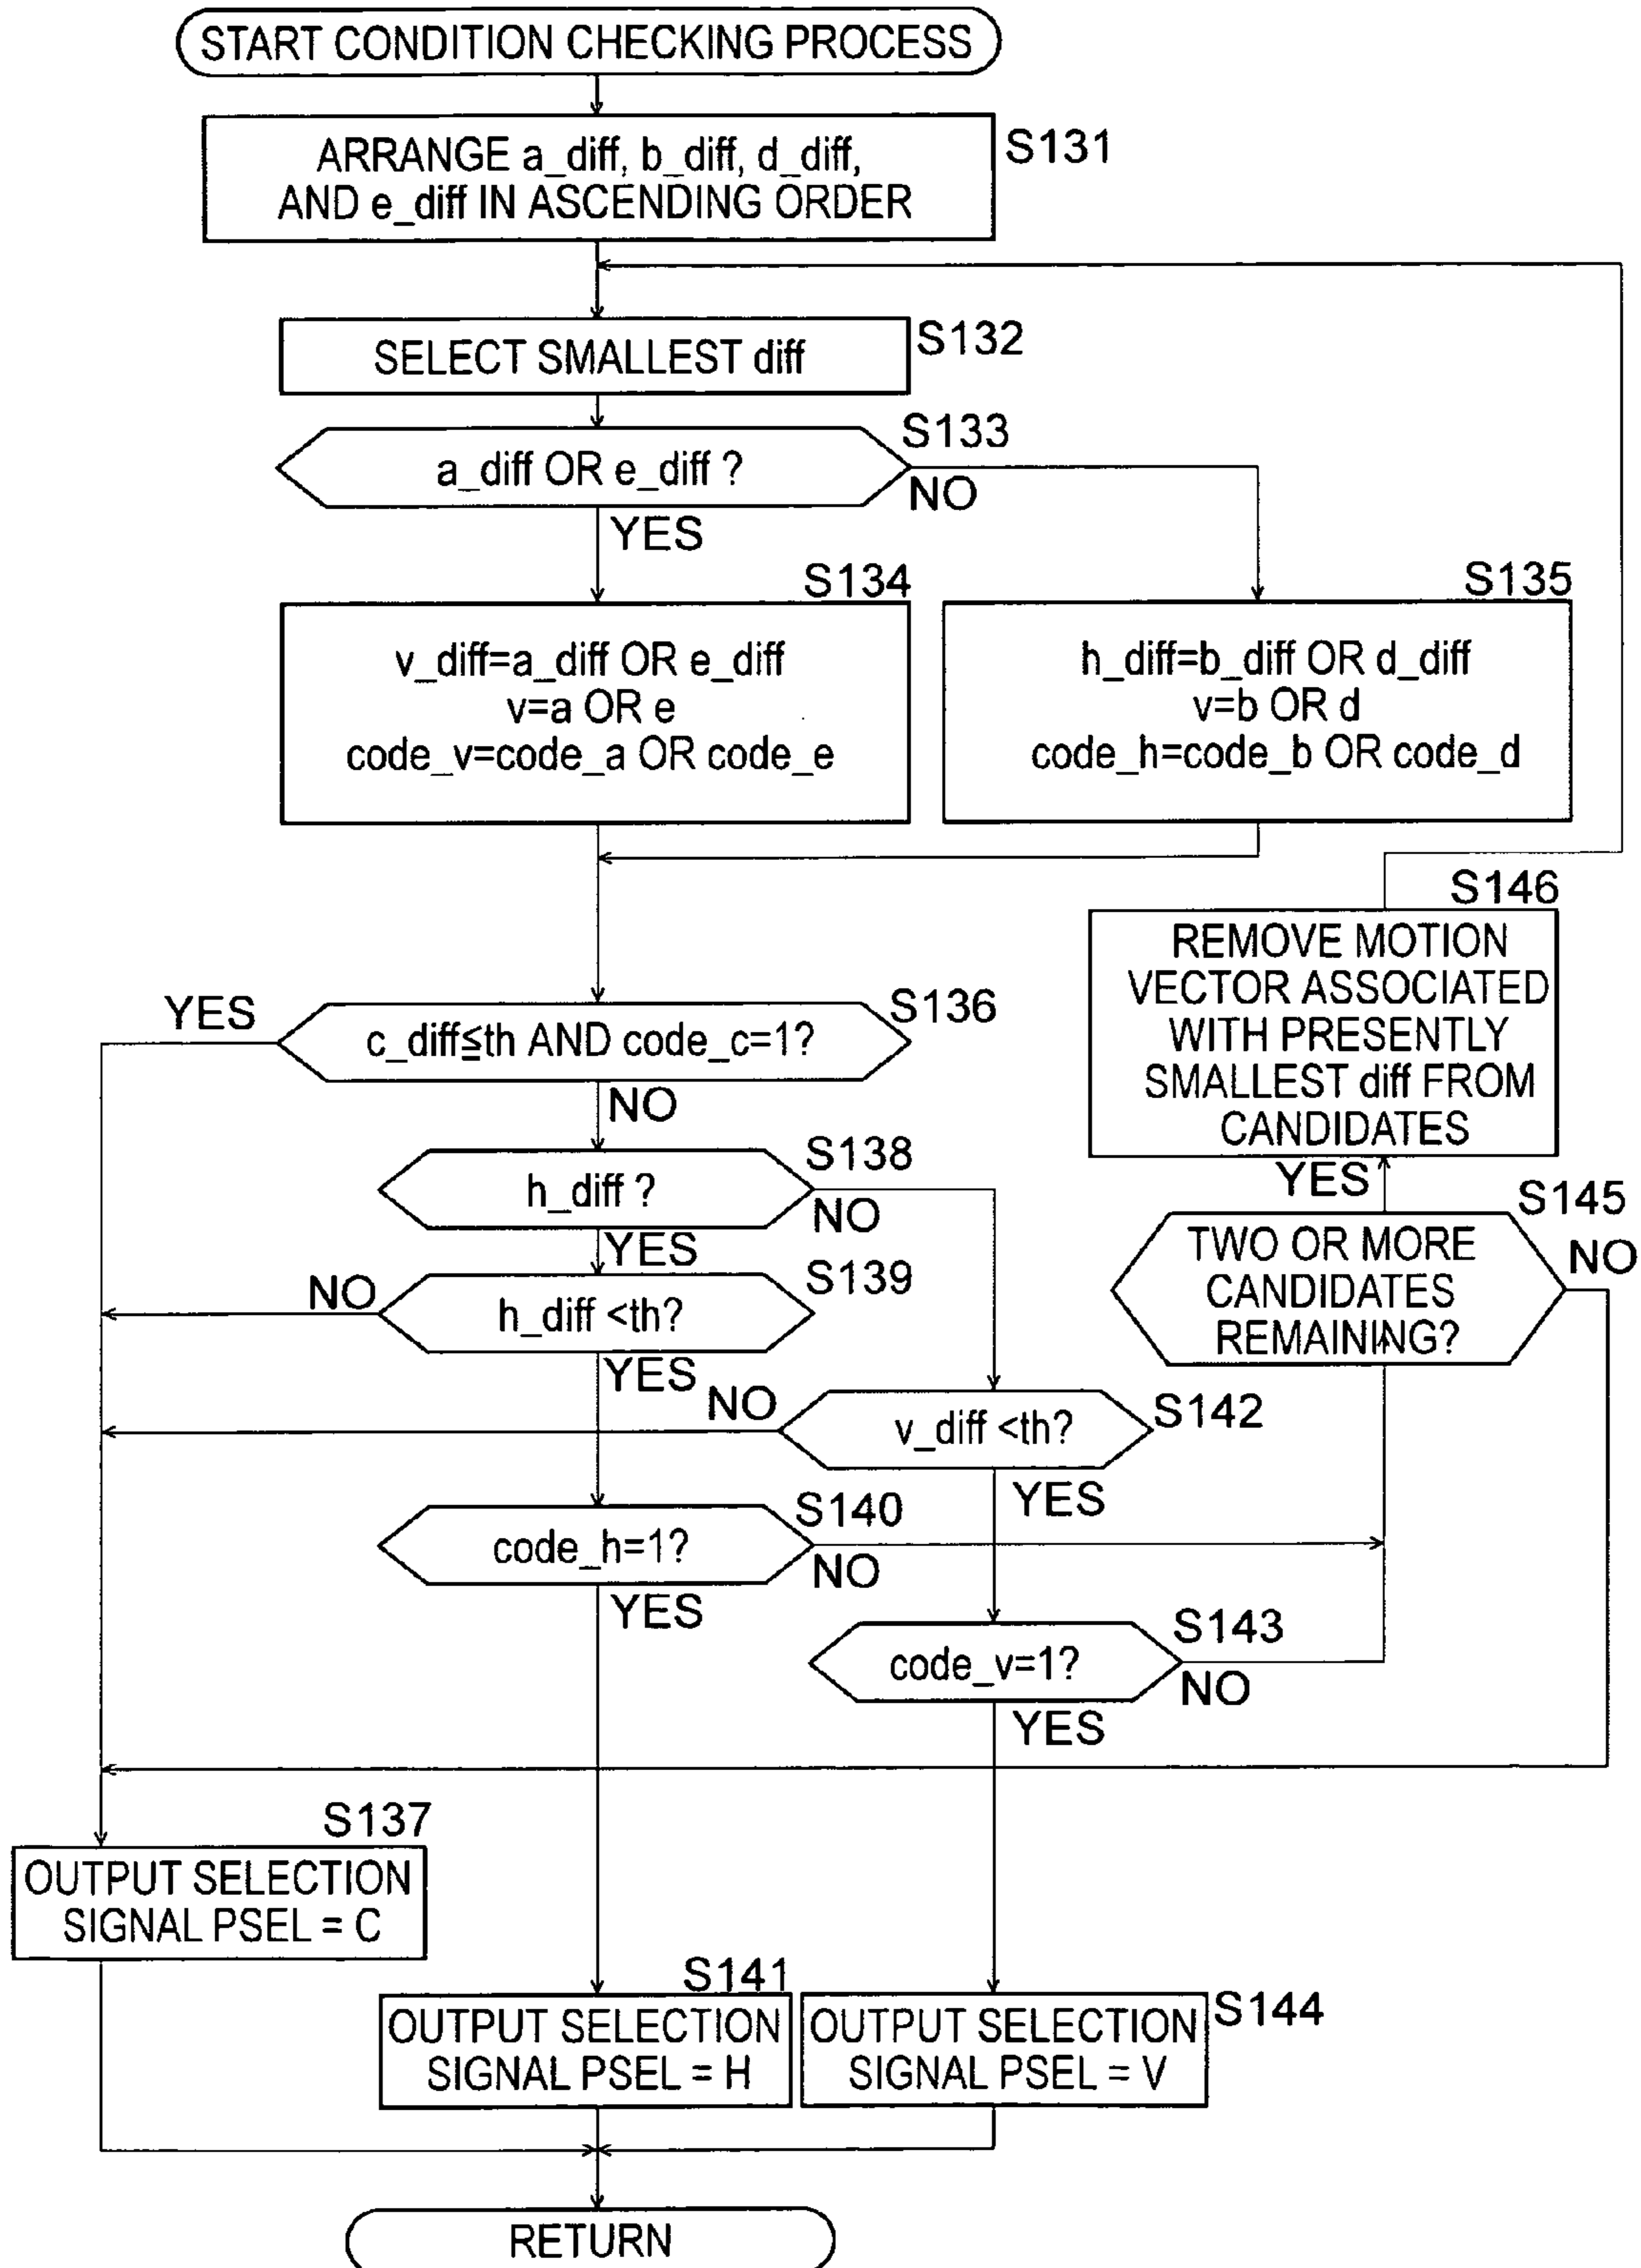 START CONDITION CHECKING PROCESS
ARRANGE a_diff, b_diff, d_diff,
AND e_diff IN ASCENDING ORDER
S131
SELECT SMALLEST diff
S132
a_diff OR e_diff ?
S133
NO
YES
S134
v_diff=a_diff OR e_diff
v=a OR e
code_v=code_a OR code_e
S135
h_diff=b_diff OR d_diff
v=b OR d
code_h=code_b OR code_d
S146
REMOVE MOTION
VECTOR ASSOCIATED
WITH PRESENTLY
SMALLEST diff FROM
CANDIDATES
YES
c_diff≦th AND code_c=1?
S136
NO
h_diff ?
S138
NO
YES
YES
S145
TWO OR MORE
CANDIDATES
REMAINING?
NO
NO
h_diff <th?
S139
YES
NO
v_diff <th?
S142
YES
code_h=1?
S140
NO
YES
code_v=1?
S143
NO
YES
S137
OUTPUT SELECTION
SIGNAL PSEL = C
S141
OUTPUT SELECTION
SIGNAL PSEL = H
OUTPUT SELECTION
SIGNAL PSEL = V
S144
RETURN